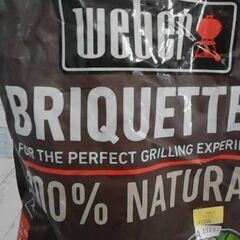 weber
BRIQUETTE
FOR THE PERFECT GRILLING EXPERI
00% NATURA